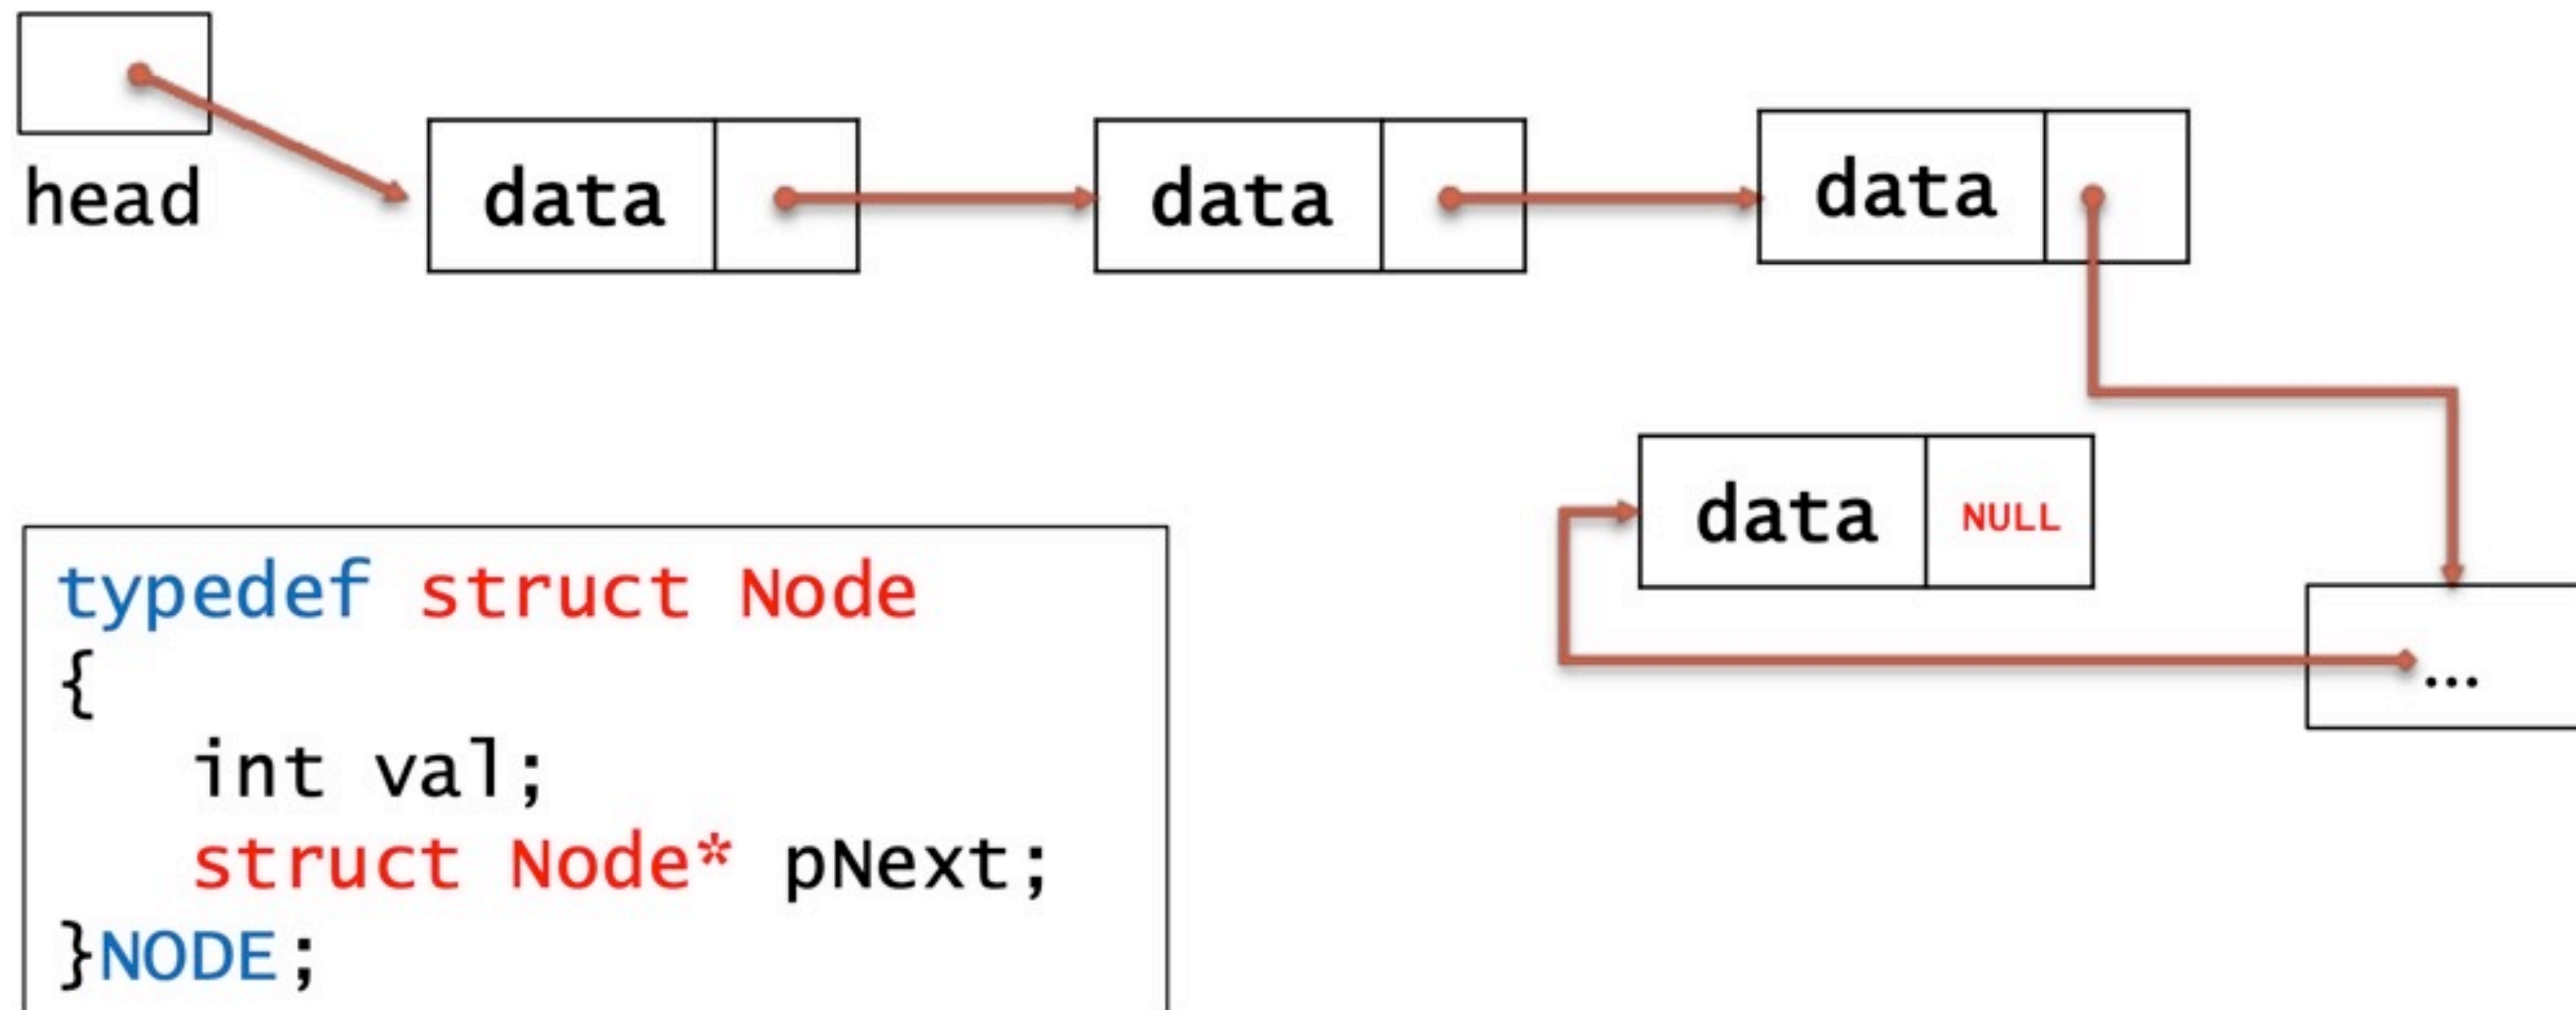 head
data
data
data
data
NULL
...
typedef struct Node
{
int val;
struct Node* pNext;
}NODE;